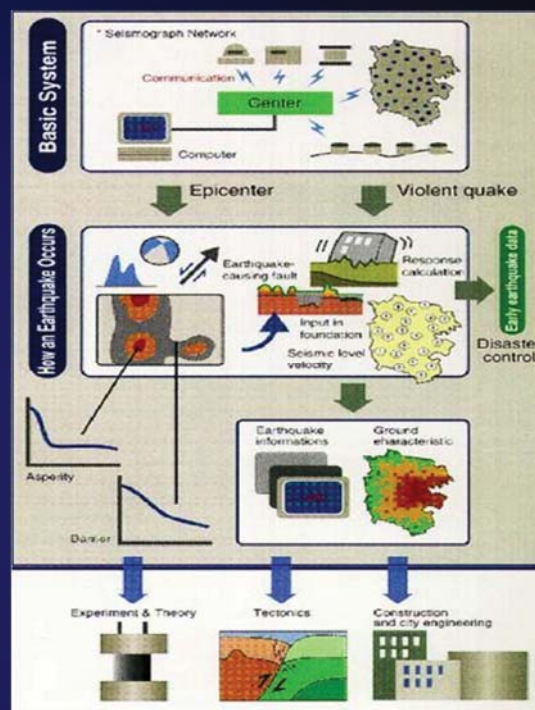 Basic System
* Seismograph Network
Communication
Center
Computer
Epicenter
Violent quake
How an Earthquake Occurs
Earthquake-
causing fault
Response
calculation
Input in
foundation
Seismic level
velocity
Early earthquake data
Disaster
control
Asperity
Barrier
Earthquake
informations
Ground
characteristic
Experiment & Theory
Tectonics
Construction
and city engineering